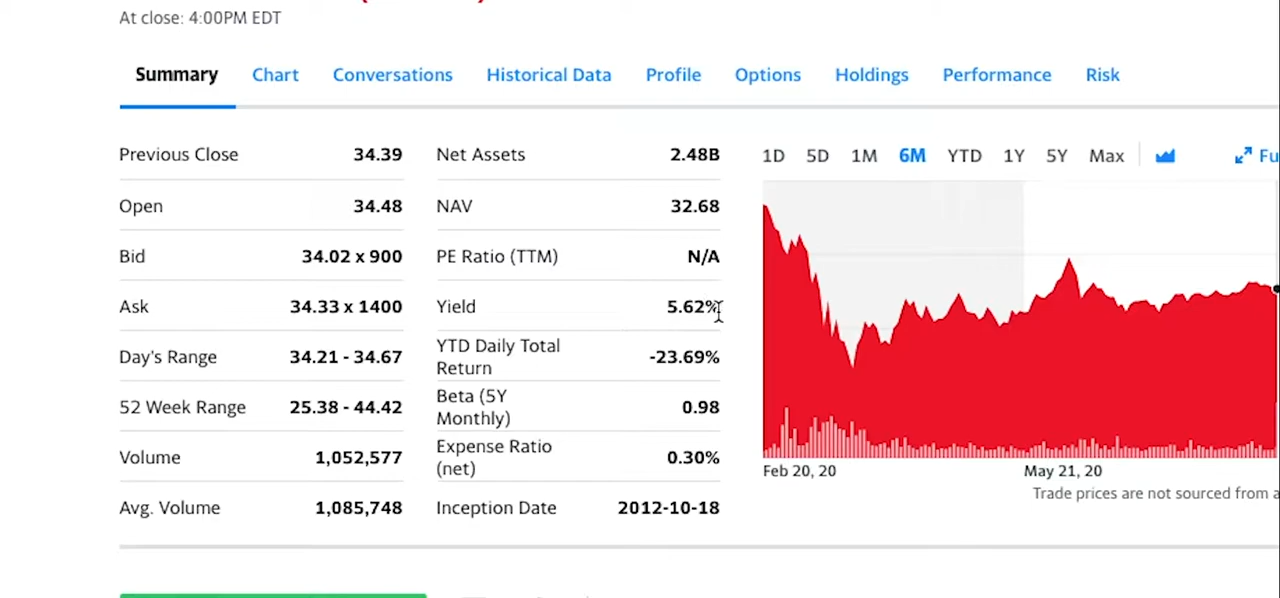 At close: 4:00PM EDT
Summary Chart Conversations Historical Data Profile Options Holdings Performance Risk
Previous Close 34.39
Open 34.48
Bid 34.02 x 900
Ask 34.33 x 1400
Day's Range 34.21 - 34.67
52 Week Range 25.38 - 44.42
Volume 1,052,577
Avg. Volume 1,085,748
Net Assets 2.48B
NAV 32.68
PE Ratio (TTM) N/A
Yield 5.62%
YTD Daily Total
Return -23.69%
Beta (5Y
Monthly) 0.98
Expense Ratio
(net) 0.30%
Inception Date 2012-10-18
1D 5D 1M 6M YTD 1Y 5Y Max Fu
Feb 20, 20 May 21, 20
Trade prices are not sourced from a